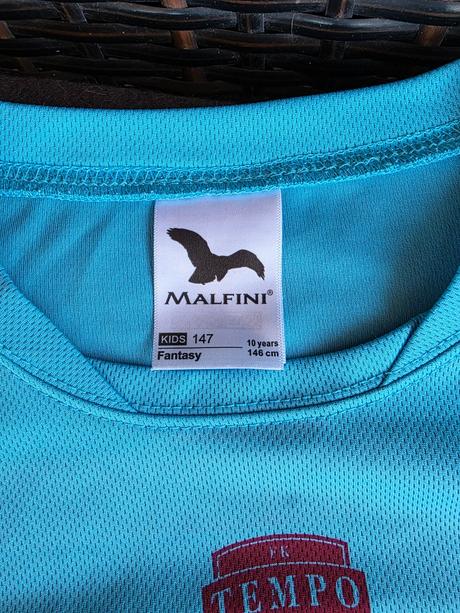 MALFINI®
KIDS 147 10 years
Fantasy 146 cm
FK
TEMPO